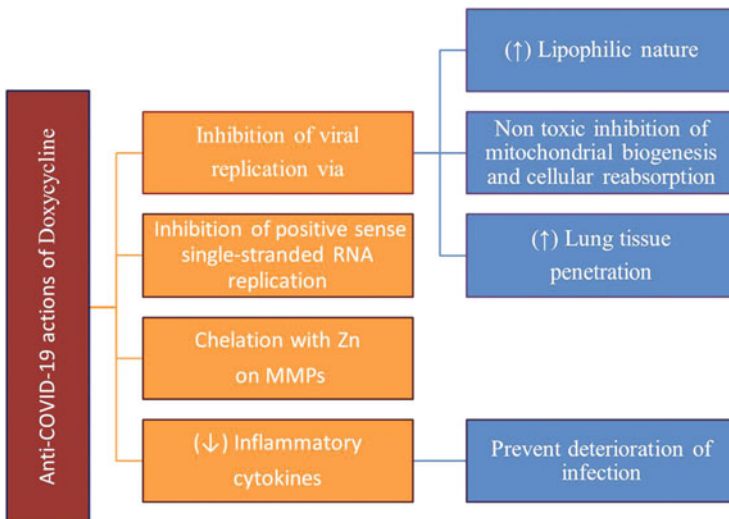 Anti-COVID-19 actions of Doxycycline
Inhibition of viral
replication via
(↑) Lipophilic nature
Non toxic inhibition of
mitochondrial biogenesis
and cellular reabsorption
(↑) Lung tissue
penetration
Inhibition of positive sense
single-stranded RNA
replication
Chelation with Zn
on MMPs
(↓) Inflammatory
cytokines
Prevent deterioration of
infection